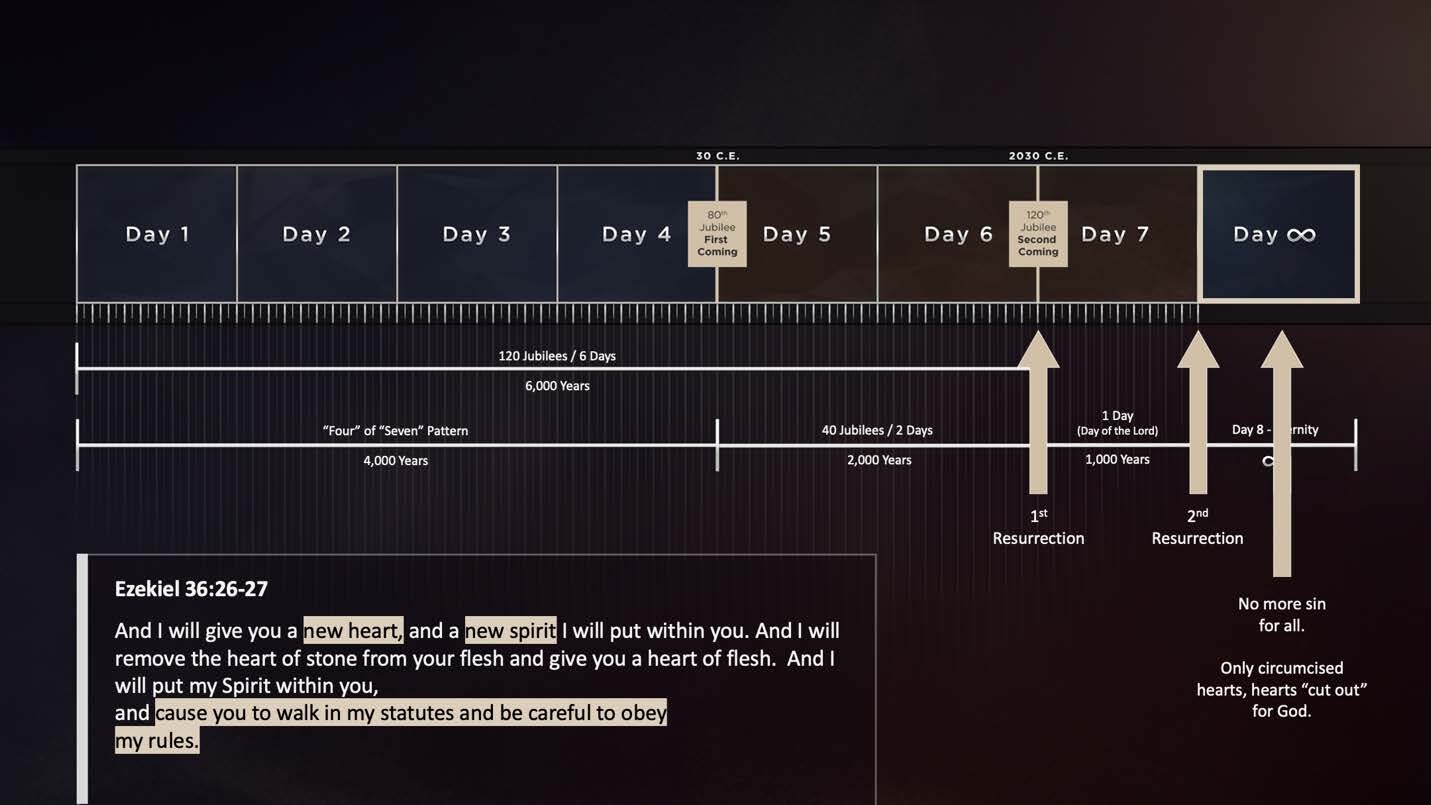 30 C.E.
2030 C.E.
Day 1
Day 2
Day 3
Day 4
80th
Jubilee
First
Coming
Day 5
Day 6
120th
Jubilee
Second
Coming
Day 7
Day ∞
120 Jubilees / 6 Days
6,000 Years
“Four” of “Seven” Pattern
4,000 Years
40 Jubilees / 2 Days
2,000 Years
1 Day
(Day of the Lord)
1,000 Years
Day 8 -
1st
Resurrection
2nd
Resurrection
No more sin
for all.
Only circumcised
hearts, hearts “cut out”
for God.
Ezekiel 36:26-27
And I will give you a new heart, and a new spirit I will put within you. And I will
remove the heart of stone from your flesh and give you a heart of flesh.  And I
will put my Spirit within you,
and cause you to walk in my statutes and be careful to obey
my rules.